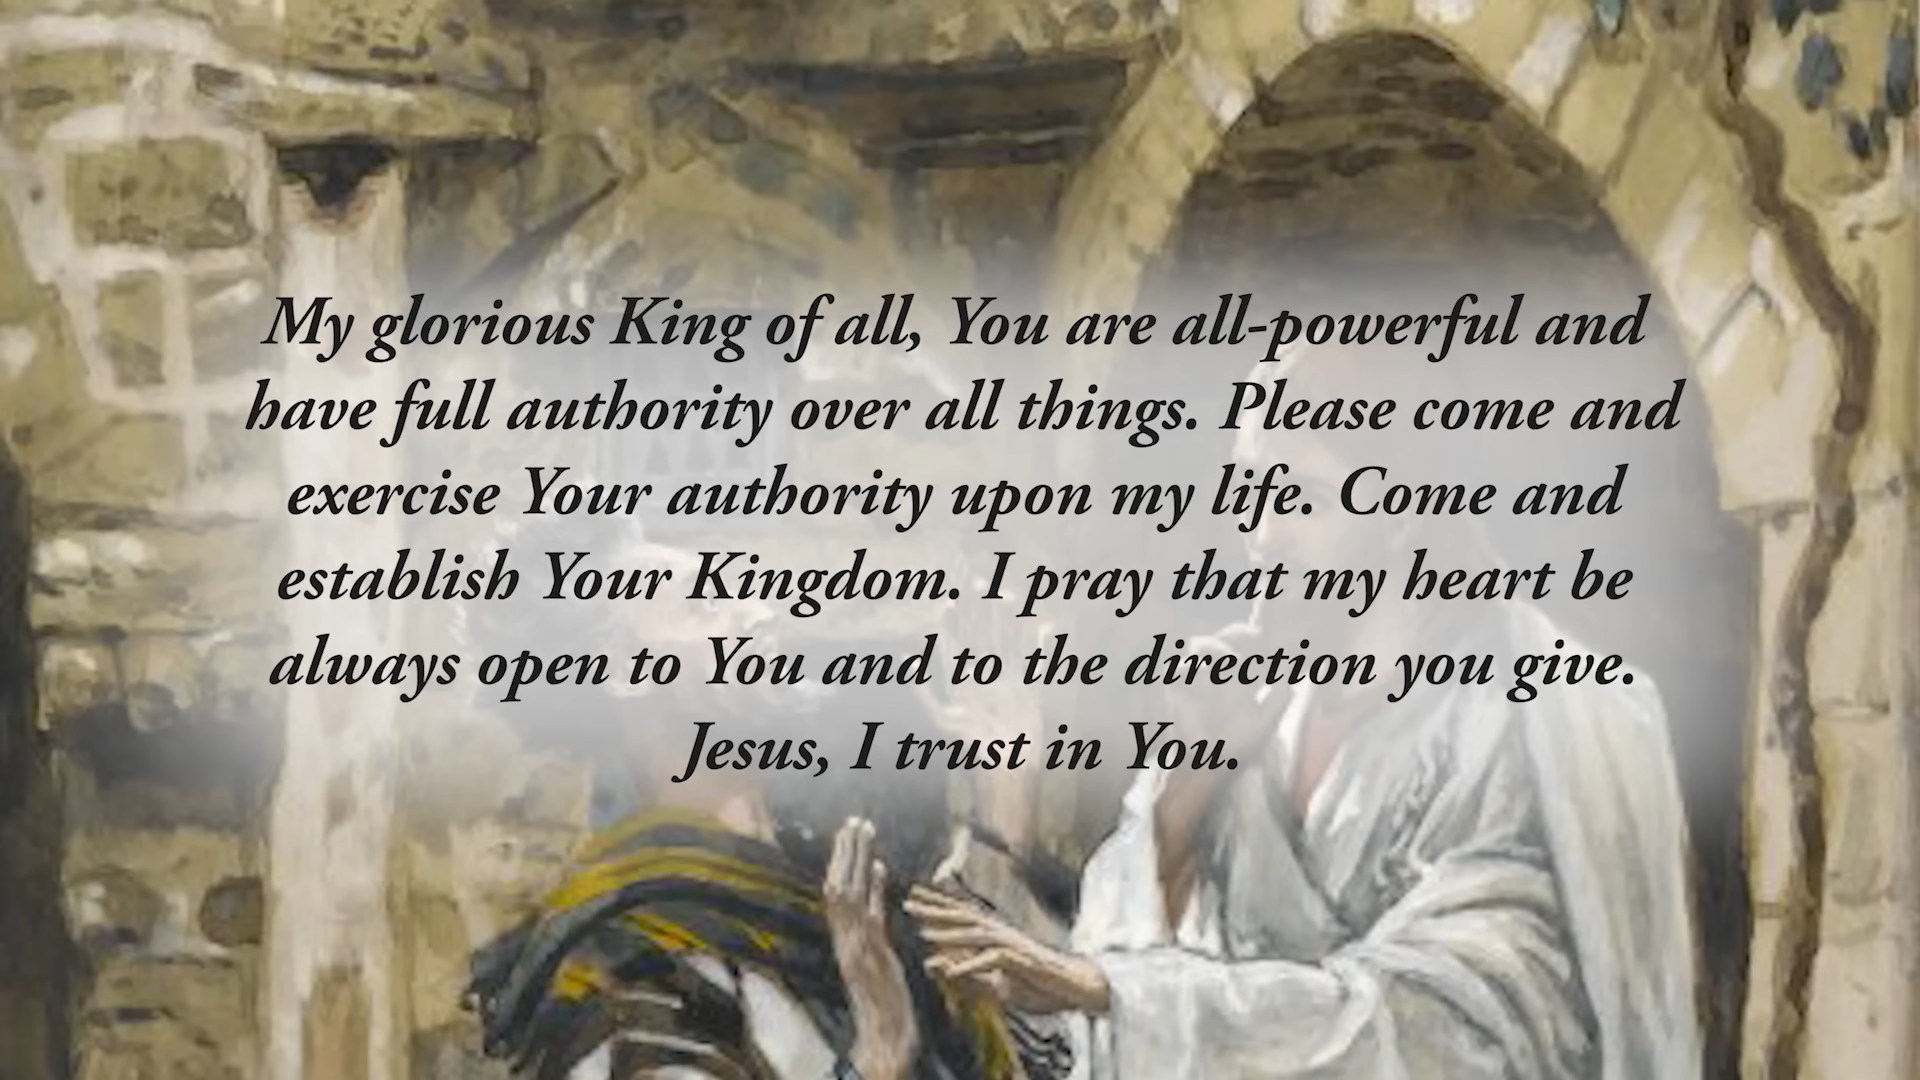 My glorious King of all, You are all-powerful and
have full authority over all things. Please come and
exercise Your authority upon my life. Come and
establish Your Kingdom. I pray that my heart be
always open to You and to the direction you give.
Jesus, I trust in You.